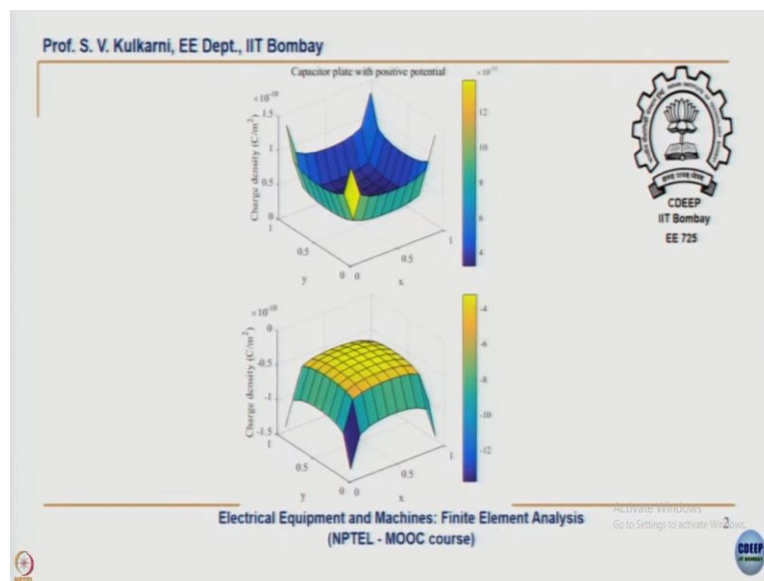 Prof. S. V. Kulkarni, EE Dept., IIT Bombay
Capacitor plate with positive potential
Charge density (C/m²)
1.5
1
0.5
0
1
0.5
0
y
0
0.5
1
x
12
10
8
6
4
CDEEP
IIT Bombay
EE 725
Charge density (C/m²)
0
-0.5
-1
-1.5
1
0.5
0
y
0
0.5
1
x
-4
-6
-8
-10
-12
Electrical Equipment and Machines: Finite Element Analysis
(NPTEL - MOOC course)
Activate Windows
Go to Settings to activate Windows.
2
NPTEL
CDEEP
IIT BOMBAY